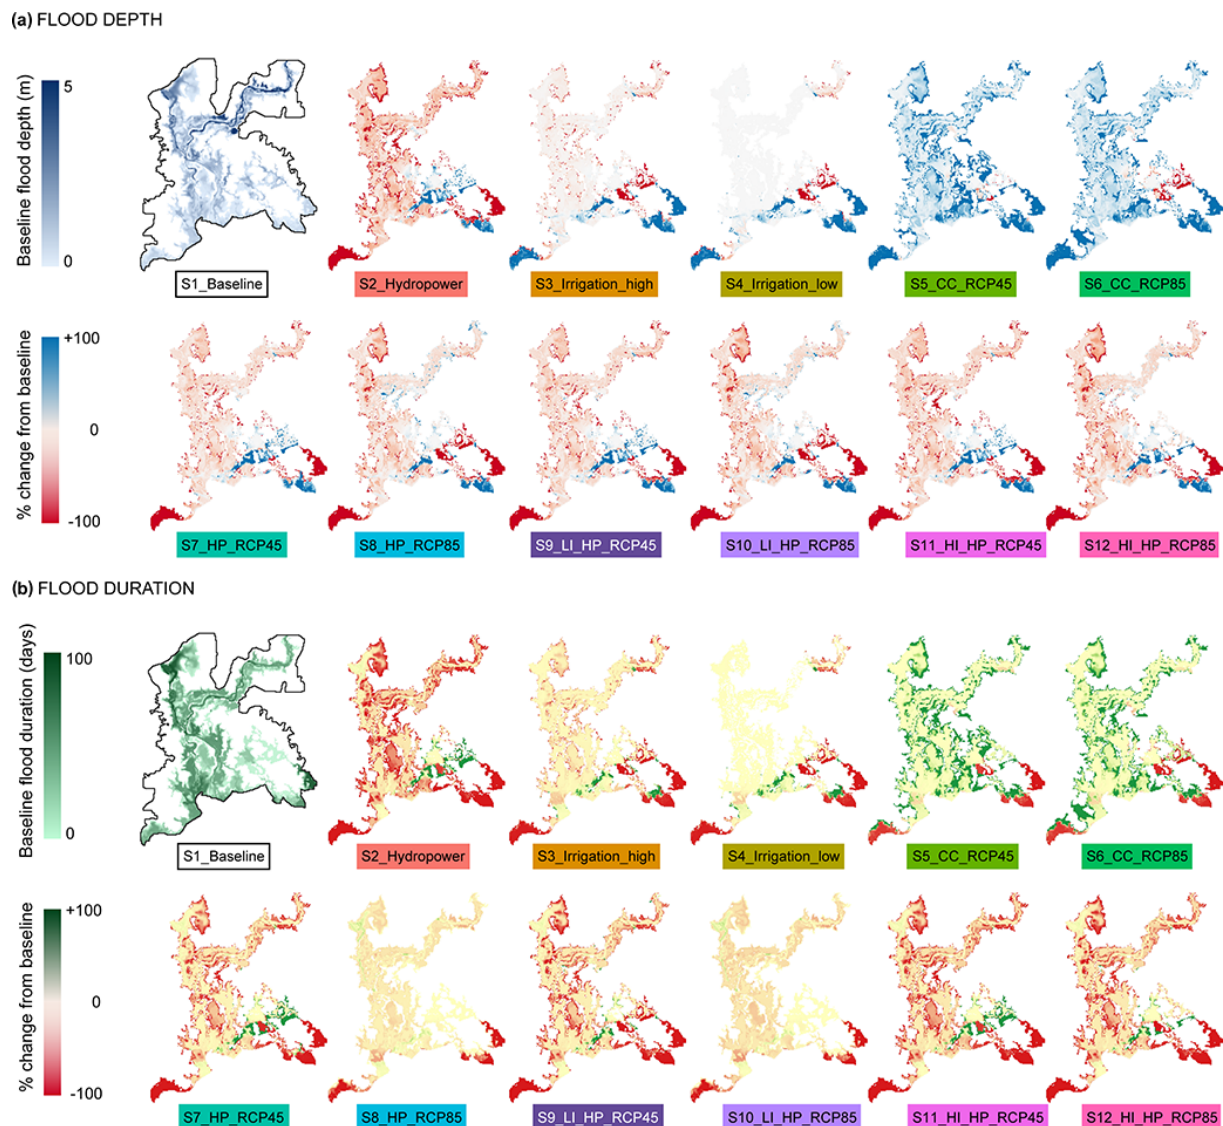 (a) FLOOD DEPTH
Baseline flood depth (m)
5
0
S1_Baseline
S2_Hydropower
S3_Irrigation_high
S4_Irrigation_low
S5_CC_RCP45
S6_CC_RCP85
% change from baseline
+100
0
-100
S7_HP_RCP45
S8_HP_RCP85
S9_LI_HP_RCP45
S10_LI_HP_RCP85
S11_HI_HP_RCP45
S12_HI_HP_RCP85
(b) FLOOD DURATION
Baseline flood duration (days)
100
0
S1_Baseline
S2_Hydropower
S3_Irrigation_high
S4_Irrigation_low
S5_CC_RCP45
S6_CC_RCP85
% change from baseline
+100
0
-100
S7_HP_RCP45
S8_HP_RCP85
S9_LI_HP_RCP45
S10_LI_HP_RCP85
S11_HI_HP_RCP45
S12_HI_HP_RCP85